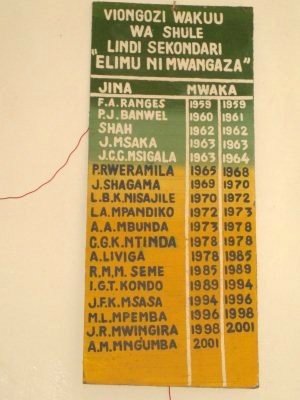 VIONGOZI WAKUU
WA SHULE
LINDI SEKONDARI
"ELIMU NI MWANGAZA"
JINA MWAKA
F.A.RANGES 1959 1959
P.J.BANWEL 1960 1961
SHAH 1962 1962
J.MSAKA 1963 1963
J.C.C.MSIGALA 1963 1964
P.RWERAMILA 1965 1968
J.SHAGAMA 1969 1970
L.B.K.NISAJILE 1970 1972
L.A.MPANDIKO 1972 1973
A.A.MBUNDA 1973 1978
C.G.K.NTINDA 1978 1978
A.LIVIGA 1978 1985
R.M.M. SEME 1985 1989
I.G.T.KONDO 1989 1994
J.F.K.MSASA 1994 1996
M.L.MPEMBA 1996 1998
J.R.MWINGIRA 1998 2001
A.M.MNGUMBA 2001